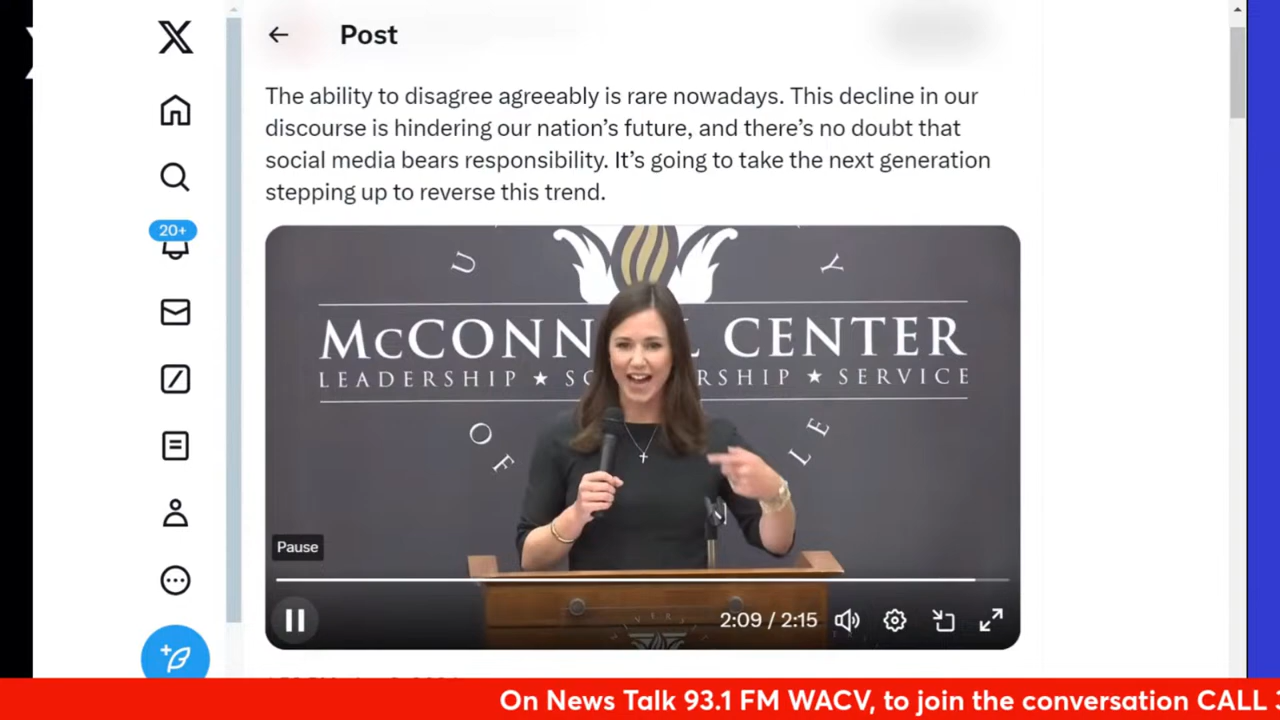 Post
The ability to disagree agreeably is rare nowadays. This decline in our
discourse is hindering our nation’s future, and there’s no doubt that
social media bears responsibility. It’s going to take the next generation
stepping up to reverse this trend.
20+
U Y
McCONN L CENTER
LEADERSHIP ★ SC RSHIP ★ SERVICE
OF LE
Pause
2:09 / 2:15
On News Talk 93.1 FM WACV, to join the conversation CALL